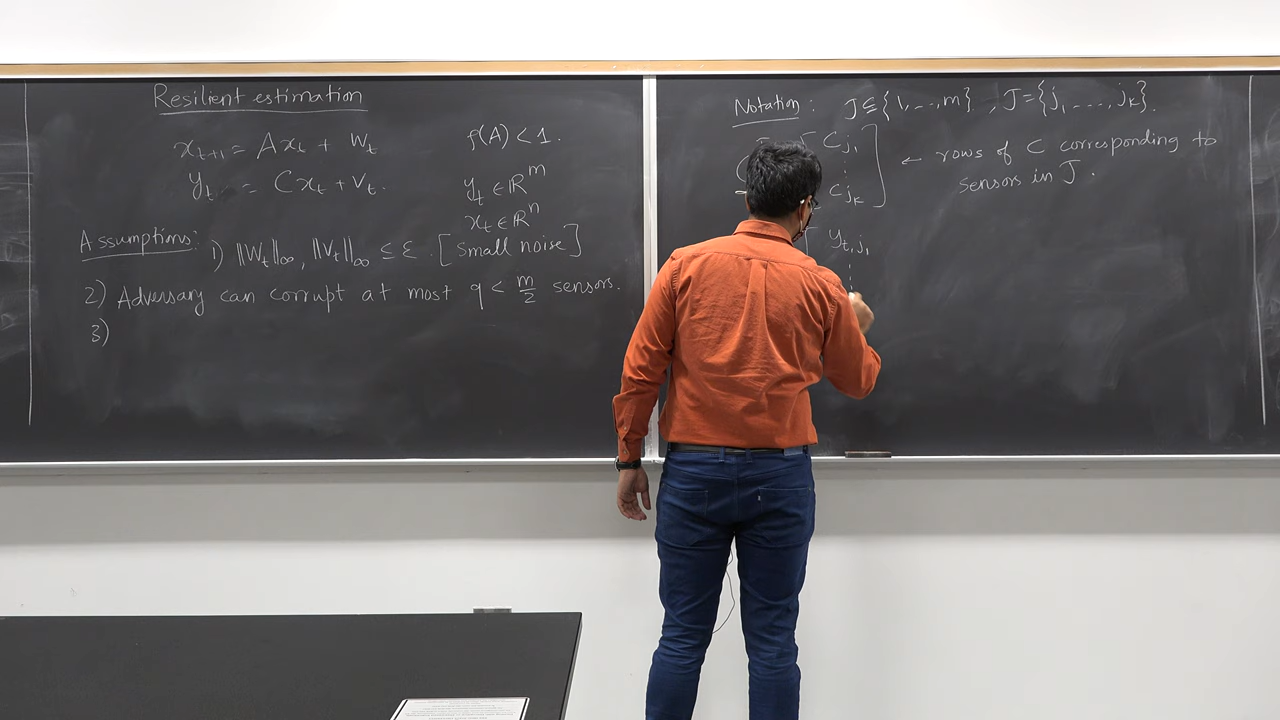 Resilient estimation
x_{t+1} = Ax_t + W_t
ρ(A) < 1.
y_t = Cx_t + V_t.
y_t ∈ ℝ^m
x_t ∈ ℝ^n
Assumptions: 1) ||W_t||_∞, ||V_t||_∞ ≤ ε. [Small noise]
2) Adversary can corrupt at most q < m/2 sensors.
3)
Notation: J ⊆ {1, ..., m}, J = {j_1, ..., j_k}.
C_{j_1}
C_{j_k} ] ← rows of C corresponding to
sensors in J.
y_{t,j_1}